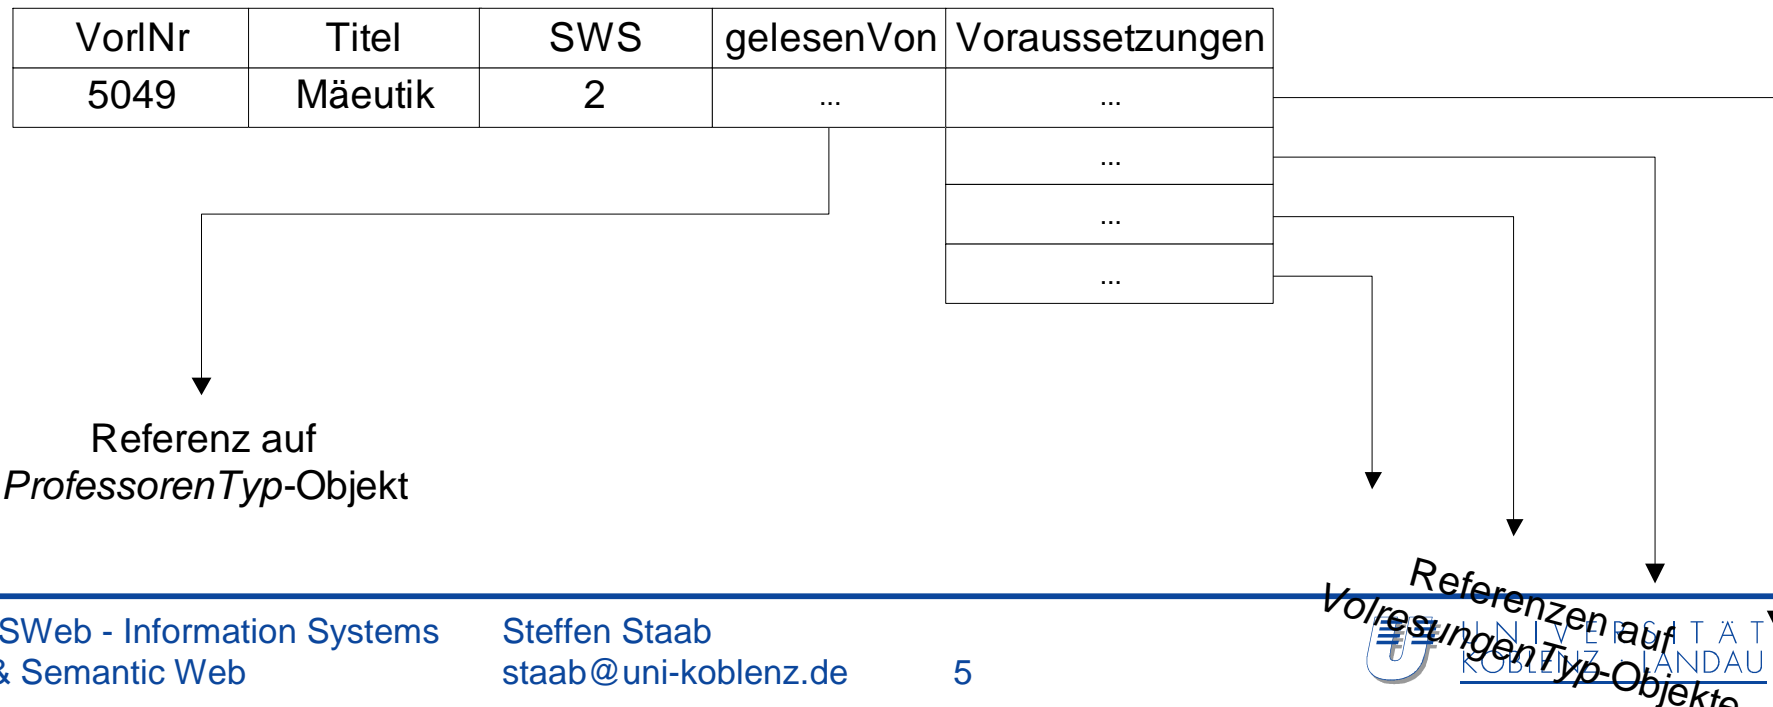 VorlNr Titel SWS gelesenVon Voraussetzungen
5049 Mäeutik 2 ... ...
...
...
...
Referenz auf
ProfessorenTyp-Objekt
Referenzen auf
VolresungenTyp-Objekte
SWeb - Information Systems Steffen Staab
& Semantic Web staab@uni-koblenz.de 5
UNIVERSITÄT
KOBLENZ · LANDAU